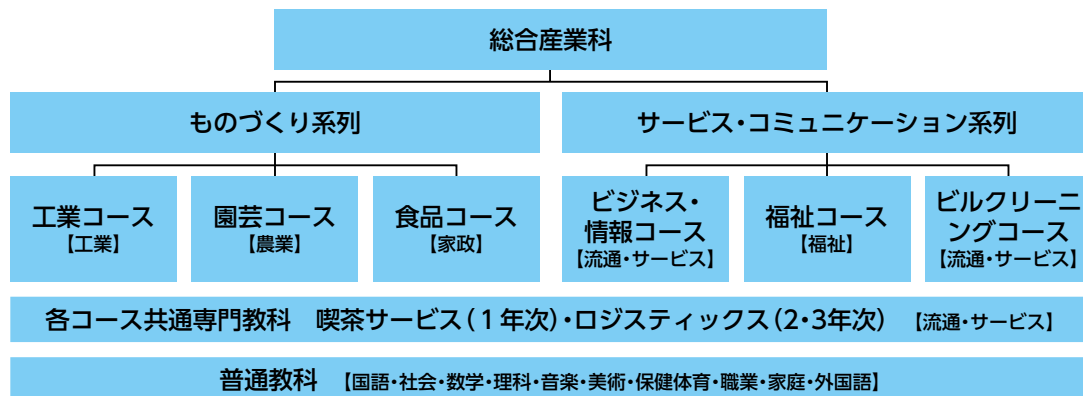 総合産業科
ものづくり系列
サービス・コミュニケーション系列
工業コース
【工業】
園芸コース
【農業】
食品コース
【家政】
ビジネス・
情報コース
【流通・サービス】
福祉コース
【福祉】
ビルクリーニ
ングコース
【流通・サービス】
各コース共通専門教科　喫茶サービス(1年次)・ロジスティックス(2・3年次)　【流通・サービス】
普通教科　【国語・社会・数学・理科・音楽・美術・保健体育・職業・家庭・外国語】